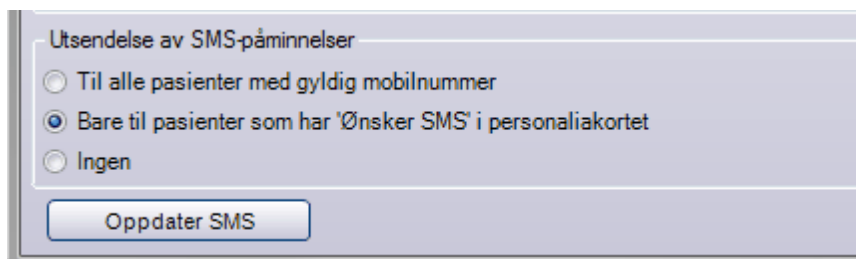 Utsendelse av SMS-påminnelser
Til alle pasienter med gyldig mobilnummer
Bare til pasienter som har 'Ønsker SMS' i personaliakortet
Ingen
Oppdater SMS